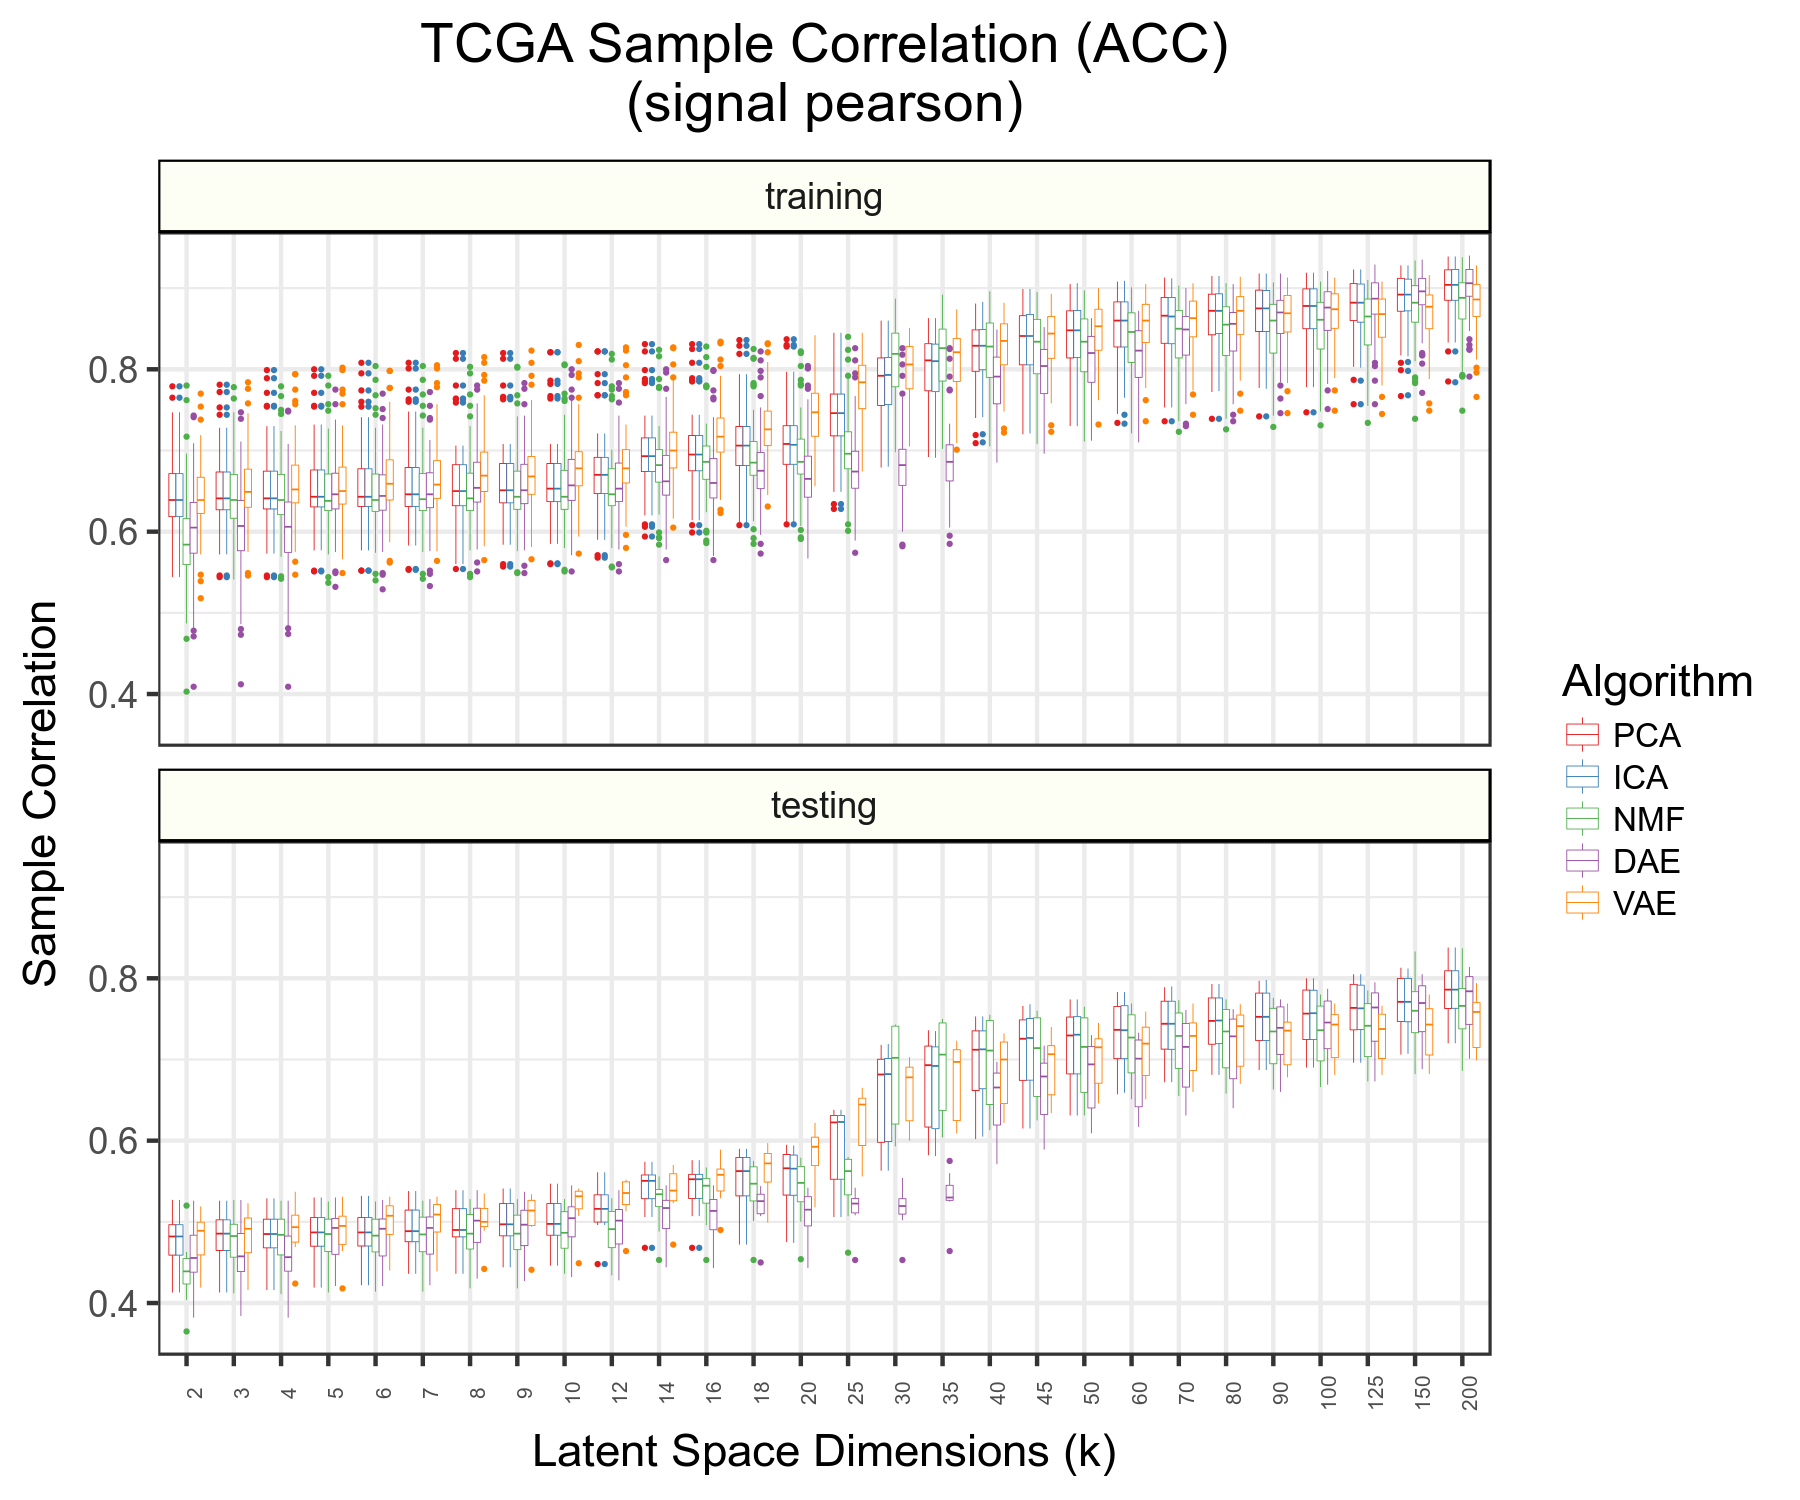 TCGA Sample Correlation (ACC)
(signal pearson)
training
0.8
0.6
0.4
testing
0.8
0.6
0.4
Sample Correlation
2 3 4 5 6 7 8 9 10 12 14 16 18 20 25 30 35 40 45 50 60 70 80 90 100 125 150 200
Latent Space Dimensions (k)
Algorithm
PCA
ICA
NMF
DAE
VAE